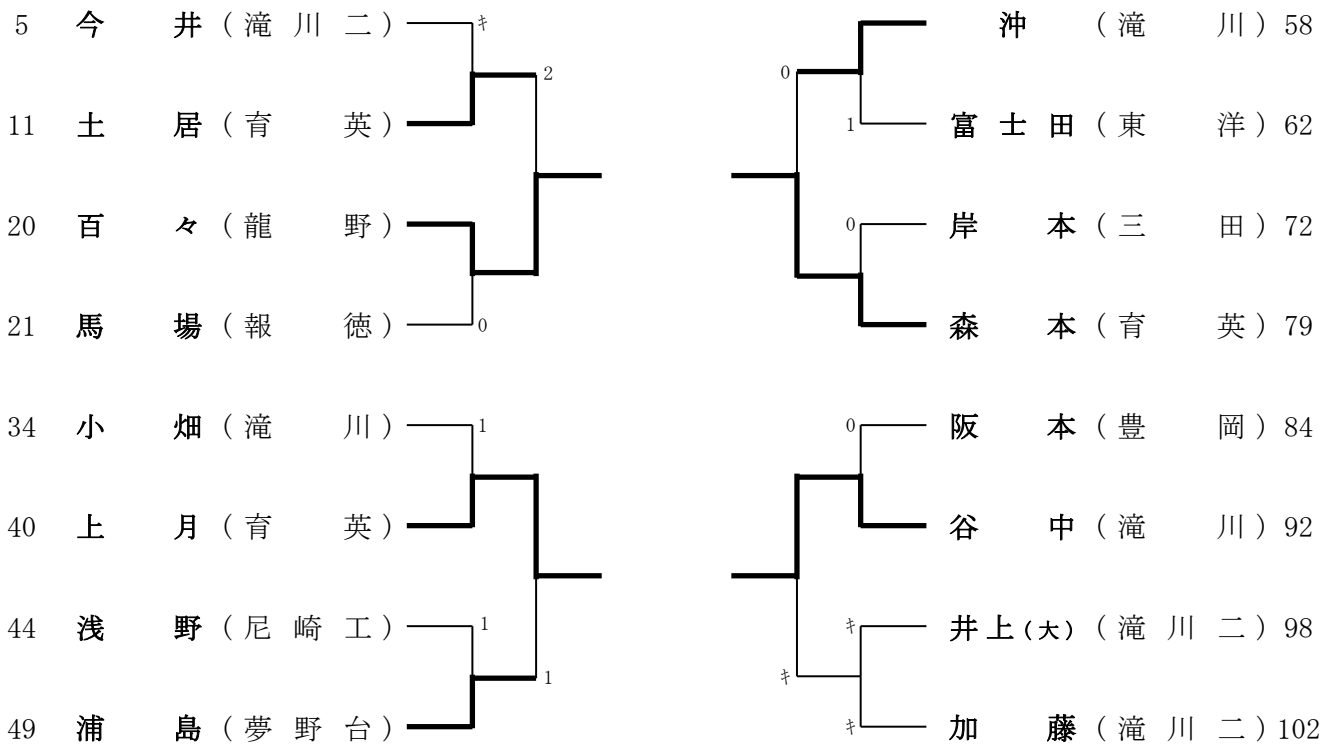 5 今井(滝川二) ｷ 沖(滝川) 58
0
2
11 土居(育英) 1 富士田(東洋) 62
20 百々(龍野) 0 岸本(三田) 72
21 馬場(報徳) 0 森本(育英) 79
34 小畑(滝川) 1 0 阪本(豊岡) 84
40 上月(育英) 谷中(滝川) 92
44 浅野(尼崎工) 1 ｷ 井上(大)(滝川二) 98
ｷ
1
49 浦島(夢野台) ｷ 加藤(滝川二) 102